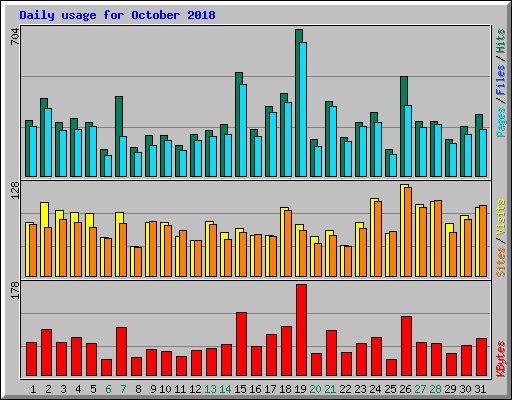 Daily usage for October 2018
704
Pages / Files / Hits
128
Sites / Visits
178
KBytes
1 2 3 4 5 6 7 8 9 10 11 12 13 14 15 16 17 18 19 20 21 22 23 24 25 26 27 28 29 30 31